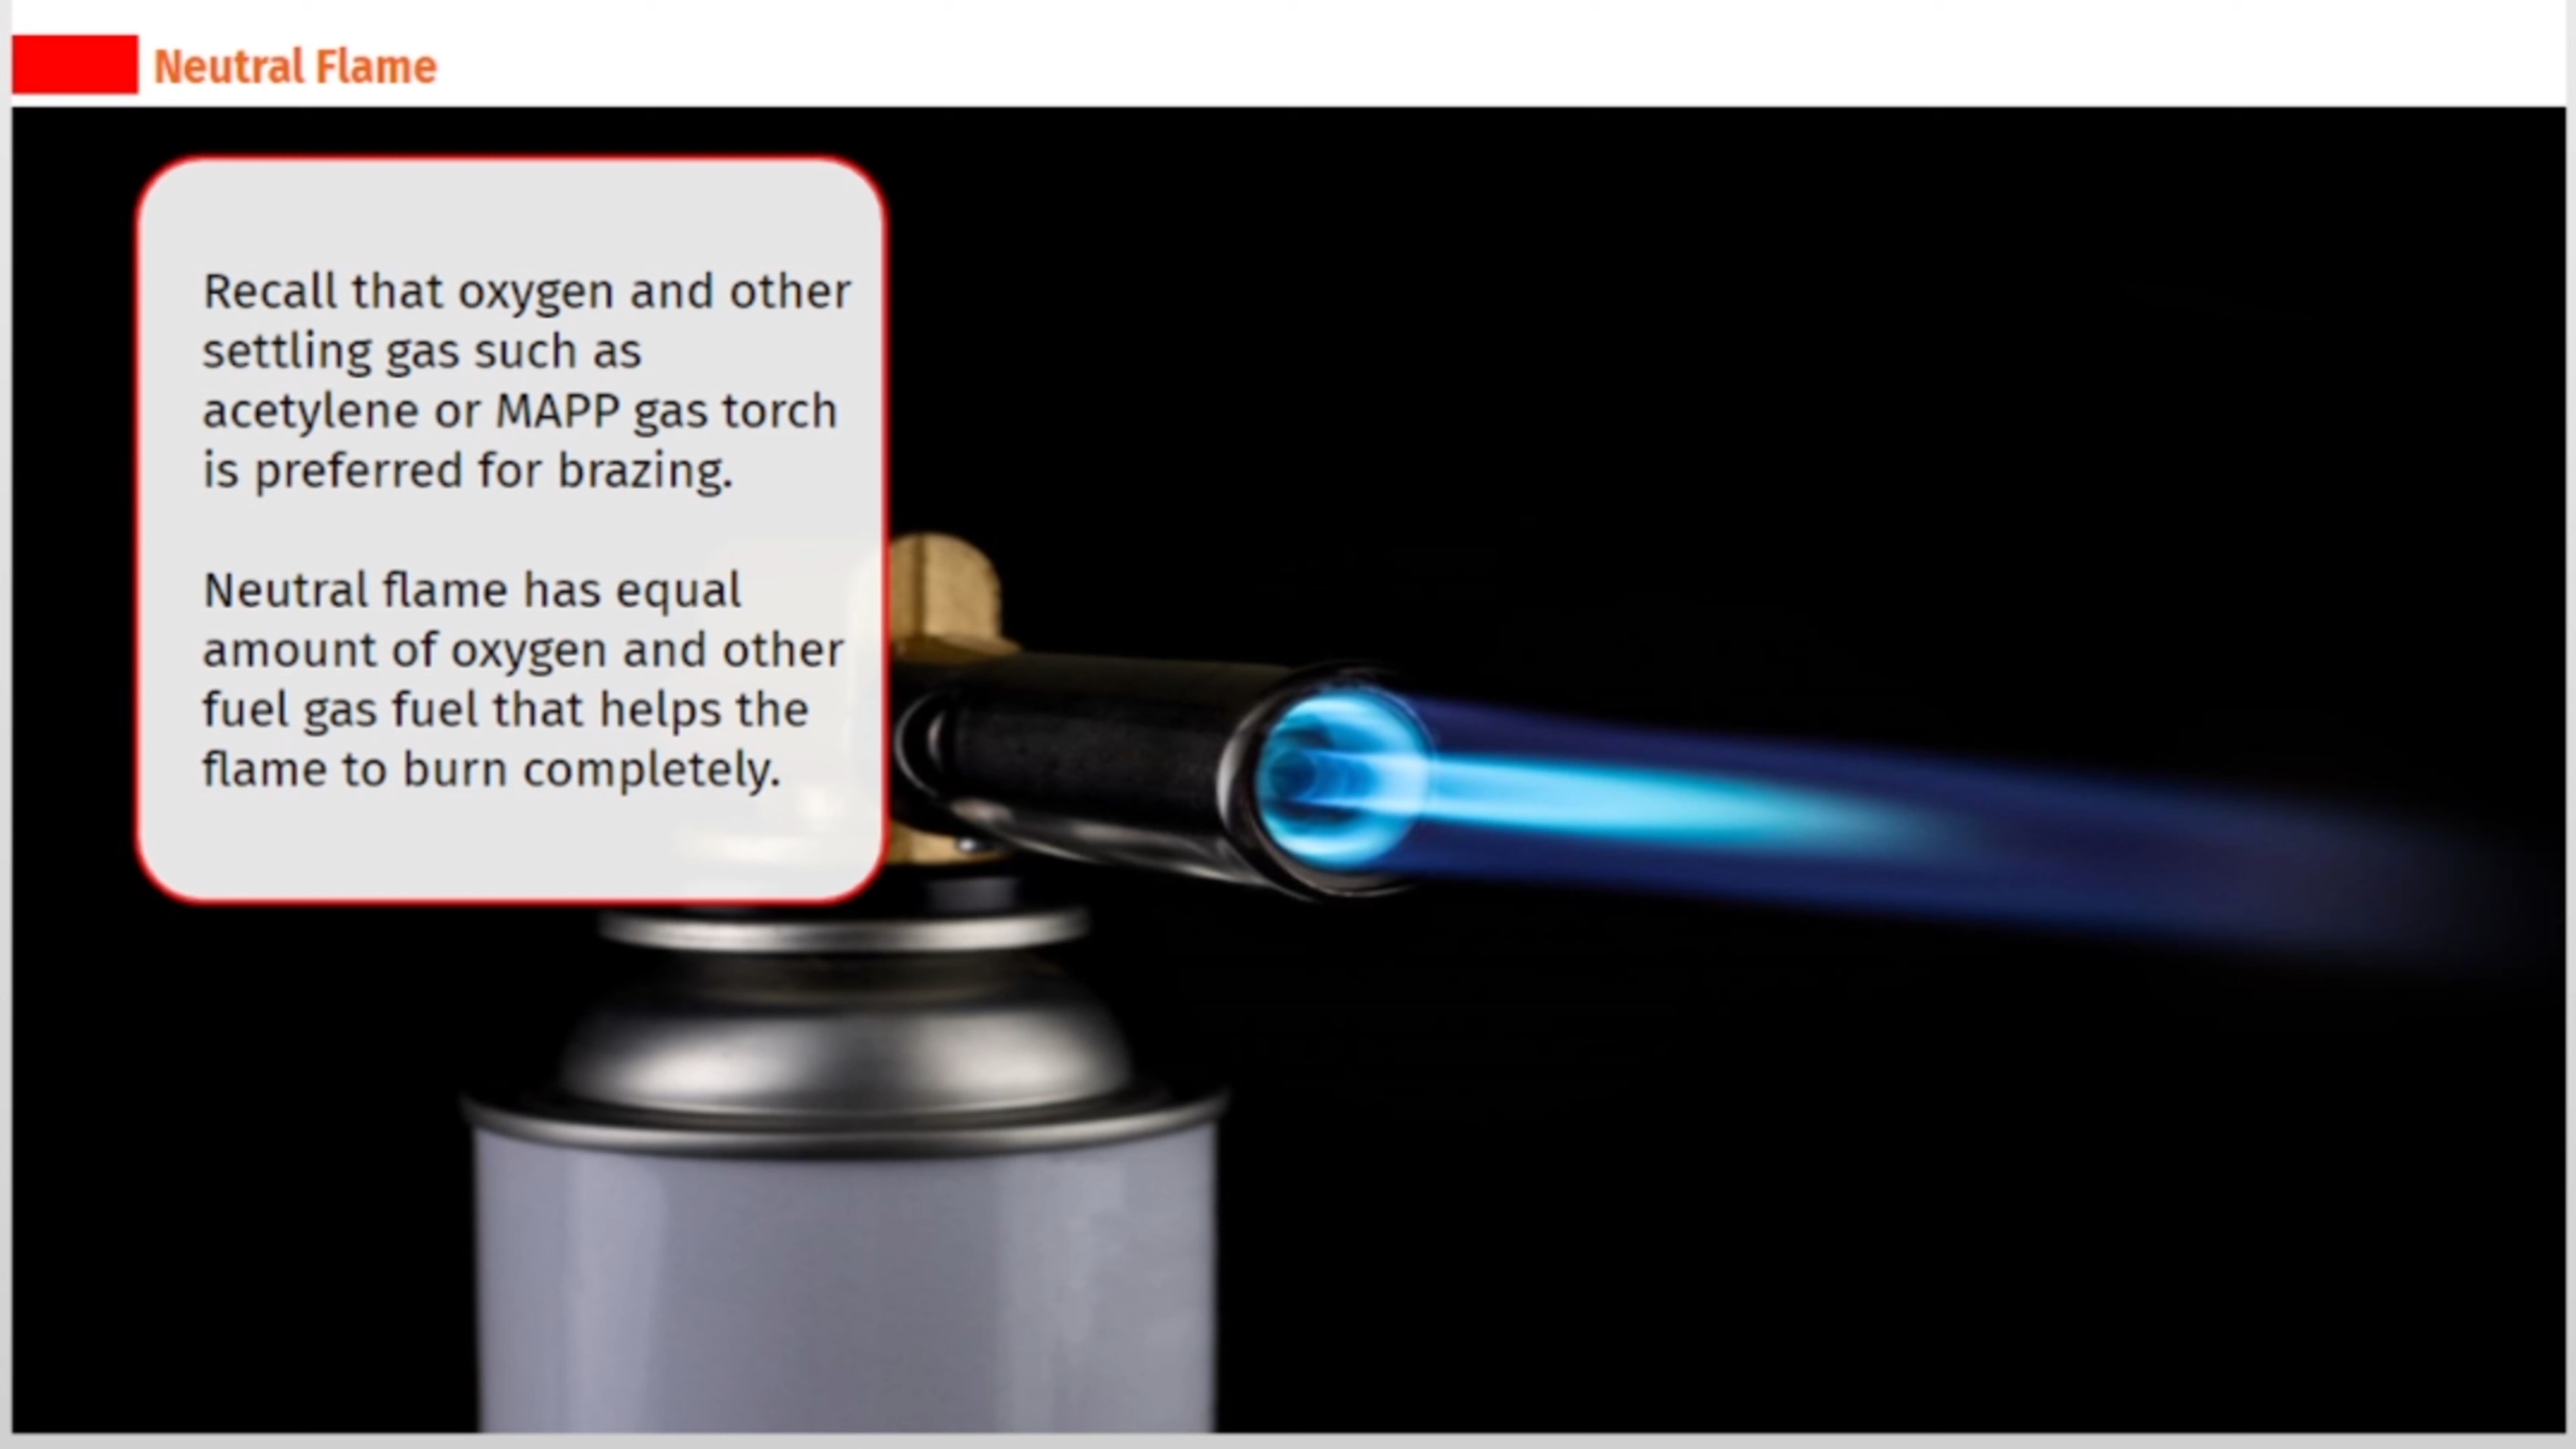 Neutral Flame
Recall that oxygen and other
settling gas such as
acetylene or MAPP gas torch
is preferred for brazing.
Neutral flame has equal
amount of oxygen and other
fuel gas fuel that helps the
flame to burn completely.